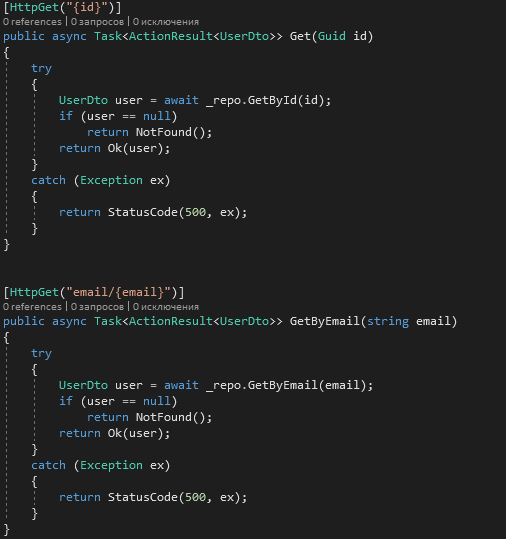 [HttpGet("{id}")]
0 references | 0 запросов | 0 исключения
public async Task<ActionResult<UserDto>> Get(Guid id)
{
    try
    {
        UserDto user = await _repo.GetById(id);
        if (user == null)
            return NotFound();
        return Ok(user);
    }
    catch (Exception ex)
    {
        return StatusCode(500, ex);
    }
}
[HttpGet("email/{email}")]
0 references | 0 запросов | 0 исключения
public async Task<ActionResult<UserDto>> GetByEmail(string email)
{
    try
    {
        UserDto user = await _repo.GetByEmail(email);
        if (user == null)
            return NotFound();
        return Ok(user);
    }
    catch (Exception ex)
    {
        return StatusCode(500, ex);
    }
}